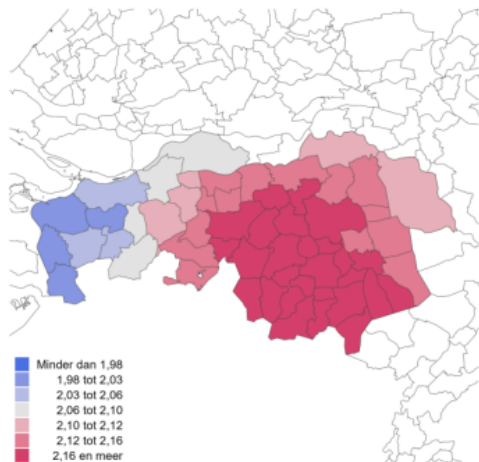 Minder dan 1,98
1,98 tot 2,03
2,03 tot 2,06
2,06 tot 2,10
2,10 tot 2,12
2,12 tot 2,16
2,16 en meer